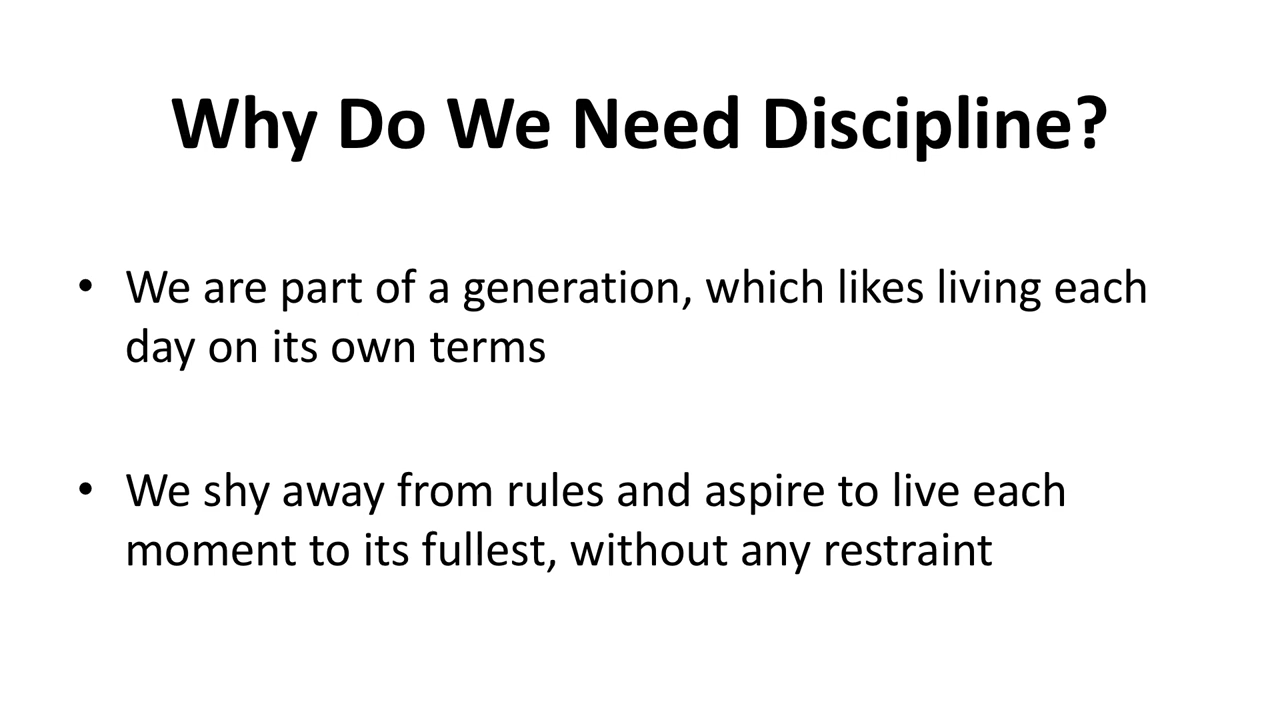 Why Do We Need Discipline?
• We are part of a generation, which likes living each
day on its own terms
• We shy away from rules and aspire to live each
moment to its fullest, without any restraint